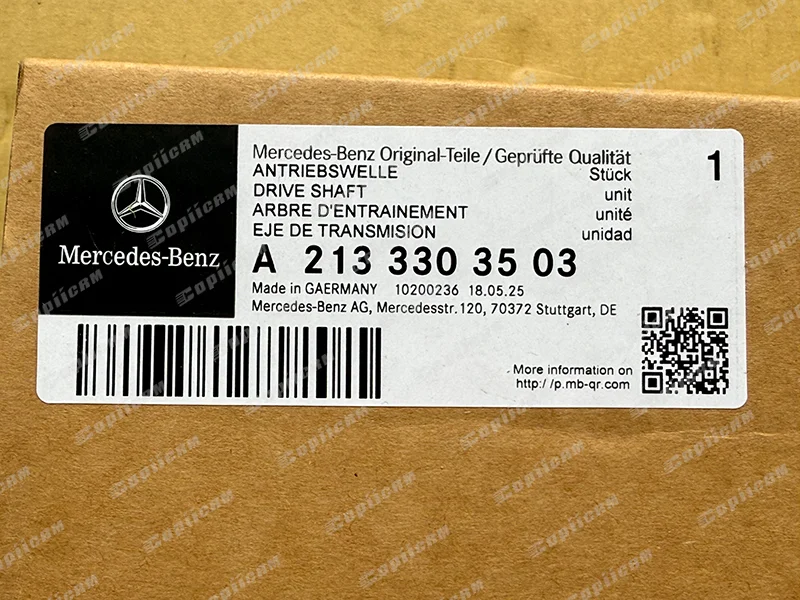 Mercedes-Benz
Mercedes-Benz Original-Teile / Geprüfte Qualität
ANTRIEBSWELLE Stück
DRIVE SHAFT unit
ARBRE D'ENTRAINEMENT unité
EJE DE TRANSMISION unidad
1
A 213 330 35 03
Made in GAERMANY 10200236 18.05.25
Mercedes-Benz AG, Mercedesstr. 120, 70372 Stuttgart, DE
More information on
http: /p.mb-qr.com
Copiicam